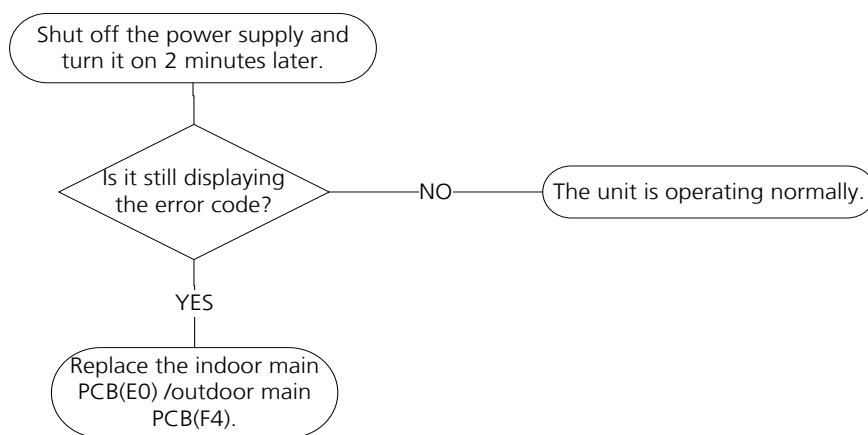 Shut off the power supply and
turn it on 2 minutes later.
Is it still displaying
the error code?
NO
The unit is operating normally.
YES
Replace the indoor main
PCB(E0) /outdoor main
PCB(F4).